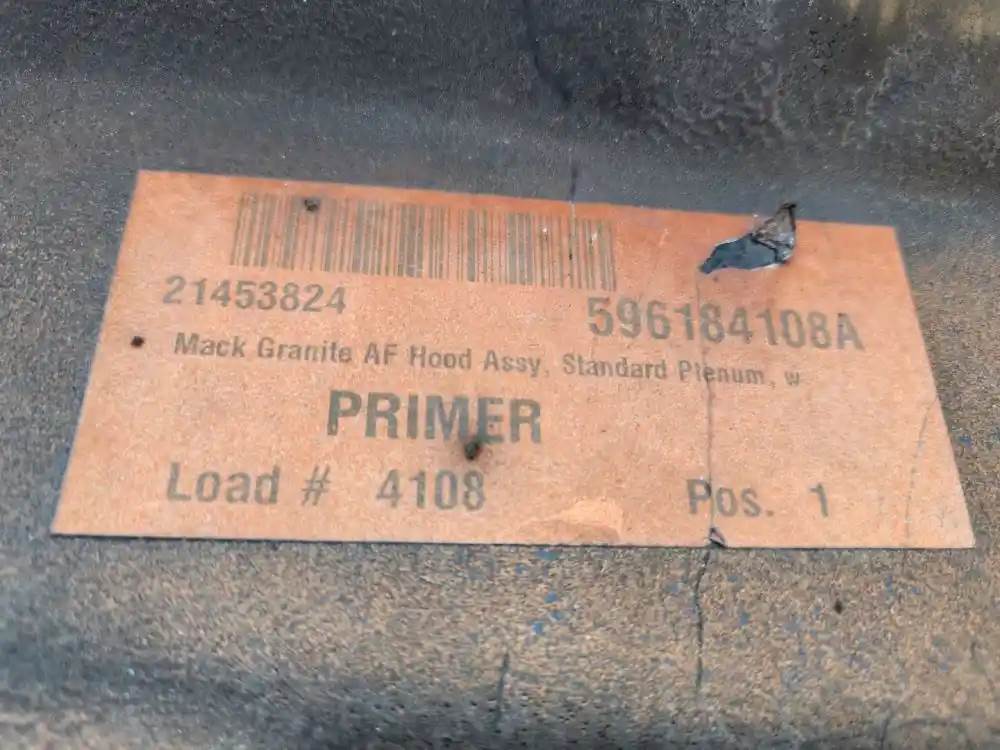 21453824 596184108A
Mack Granite AF Hood Assy, Standard Plenum, w
PRIMER
Load # 4108 Pos. 1